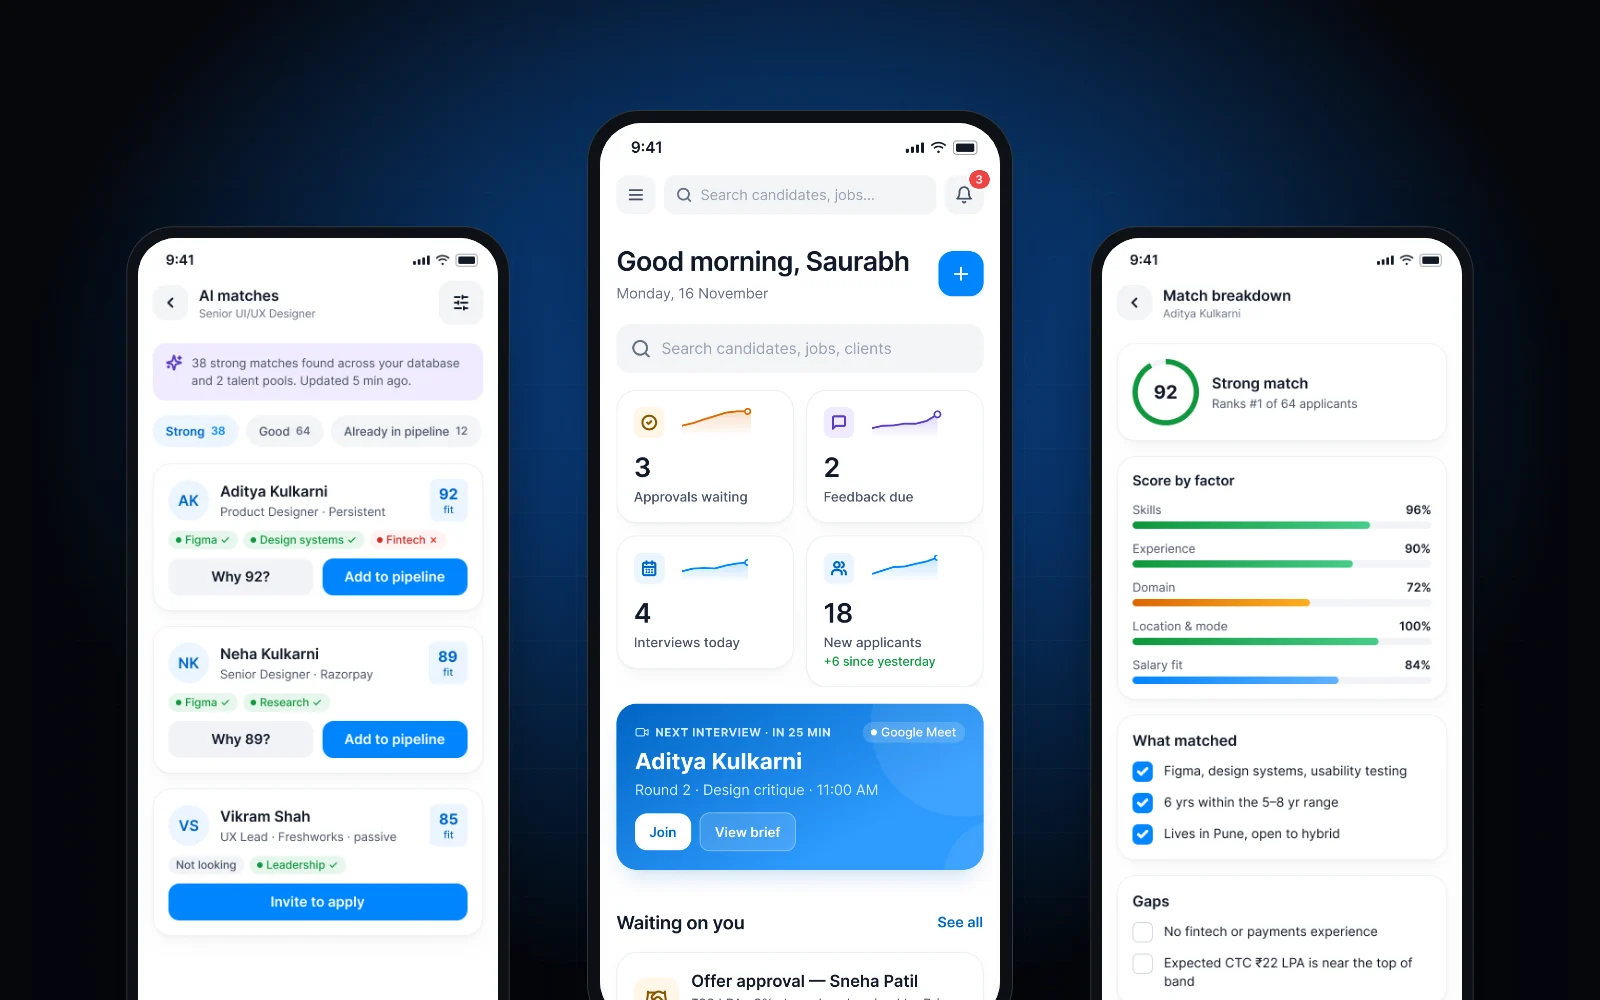 9:41
AI matches
Senior UI/UX Designer
38 strong matches found across your database
and 2 talent pools. Updated 5 min ago.
Strong 38
Good 64
Already in pipeline 12
AK
Aditya Kulkarni
Product Designer · Persistent
92
fit
Figma ✓
Design systems ✓
Fintech ×
Why 92?
Add to pipeline
NK
Neha Kulkarni
Senior Designer · Razorpay
89
fit
Figma ✓
Research ✓
Why 89?
Add to pipeline
VS
Vikram Shah
UX Lead · Freshworks · passive
85
fit
Not looking
Leadership ✓
Invite to apply
9:41
Search candidates, jobs...
3
Good morning, Saurabh
Monday, 16 November
Search candidates, jobs, clients
3
Approvals waiting
2
Feedback due
4
Interviews today
18
New applicants
+6 since yesterday
NEXT INTERVIEW · IN 25 MIN
Google Meet
Aditya Kulkarni
Round 2 · Design critique · 11:00 AM
Join
View brief
Waiting on you
See all
Offer approval — Sneha Patil
9:41
Match breakdown
Aditya Kulkarni
92
Strong match
Ranks #1 of 64 applicants
Score by factor
Skills 96%
Experience 90%
Domain 72%
Location & mode 100%
Salary fit 84%
What matched
Figma, design systems, usability testing
6 yrs within the 5–8 yr range
Lives in Pune, open to hybrid
Gaps
No fintech or payments experience
Expected CTC ₹22 LPA is near the top of
band